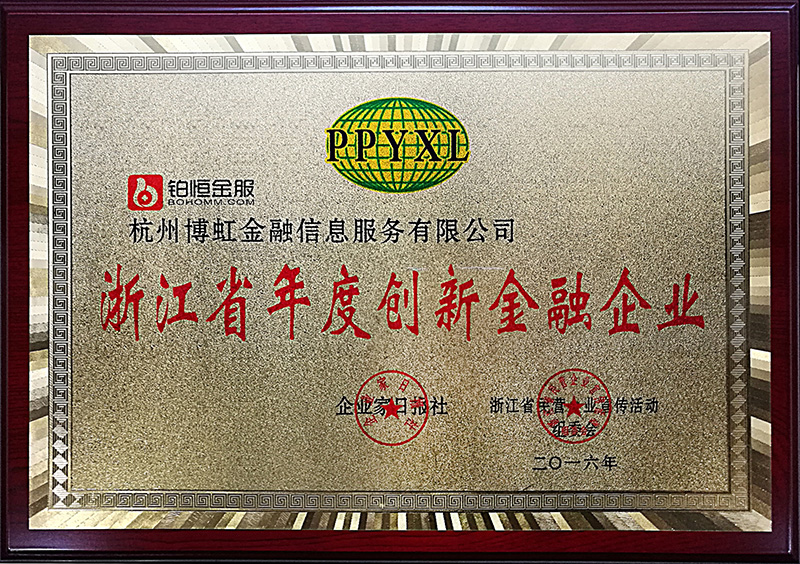 PPYXL
铂恒金服
BOHOMM.COM
杭州博虹金融信息服务有限公司
浙江省年度创新金融企业
企业家日报社
浙江省民营企业宣传活动
组委会
二〇一六年